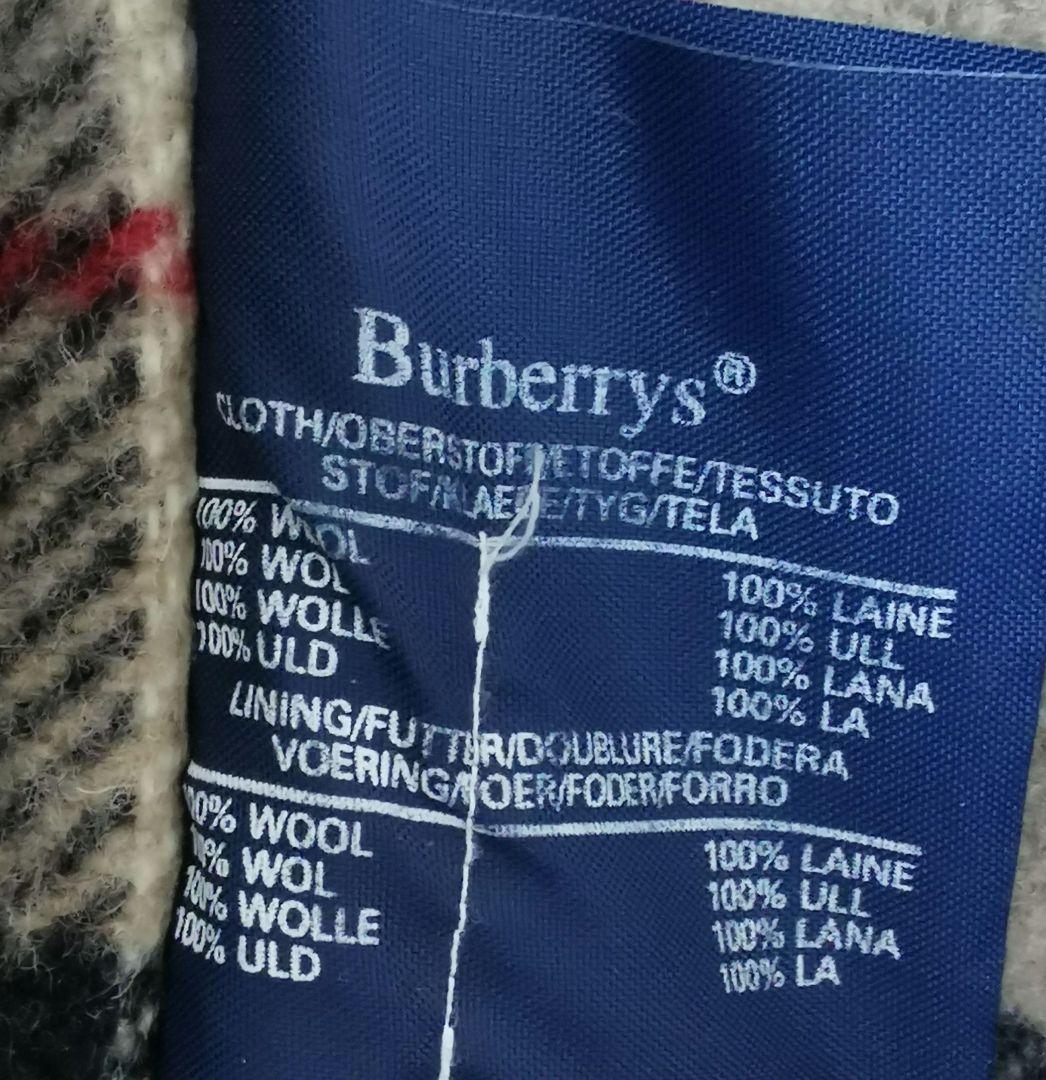 Burberrys®
CLOTH/OBERSTOFF/ETOFFE/TESSUTO
STOF/KLAEDE/TYG/TELA
100% WOOL 100% LAINE
100% WOL 100% ULL
100% WOLLE 100% LANA
100% ULD 100% LA
LINING/FUTTER/DOUBLURE/FODERA
VOERING/FOER/FODER/FORRO
100% WOOL 100% LAINE
100% WOL 100% ULL
100% WOLLE 100% LANA
100% ULD 100% LA